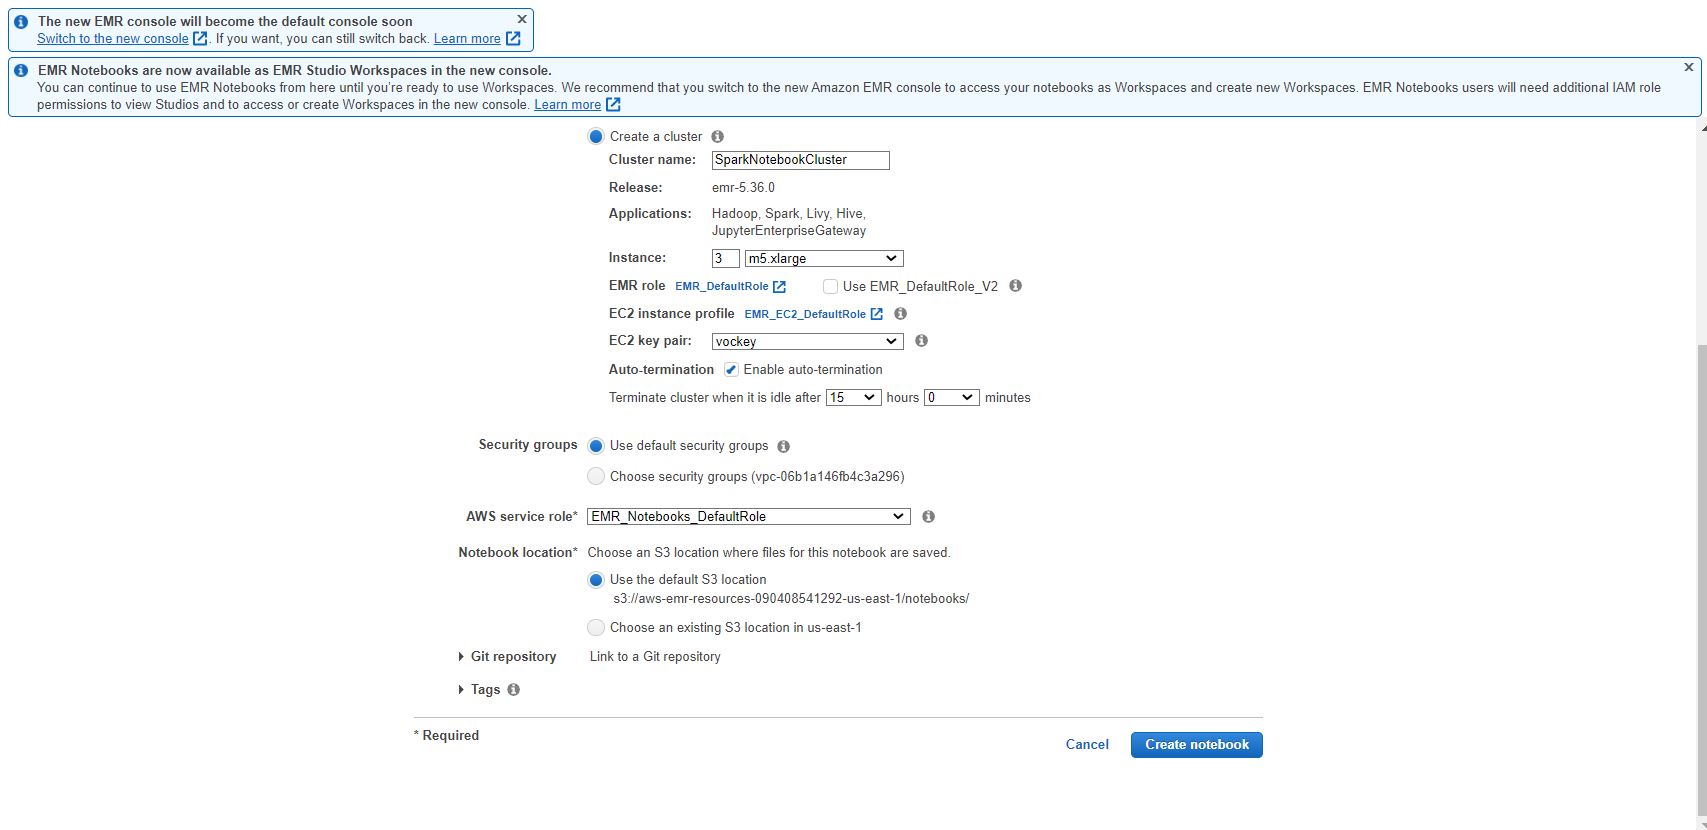 The new EMR console will become the default console soon
Switch to the new console . If you want, you can still switch back. Learn more
EMR Notebooks are now available as EMR Studio Workspaces in the new console.
You can continue to use EMR Notebooks from here until you're ready to use Workspaces. We recommend that you switch to the new Amazon EMR console to access your notebooks as Workspaces and create new Workspaces. EMR Notebooks users will need additional IAM role
permissions to view Studios and to access or create Workspaces in the new console. Learn more
Create a cluster
Cluster name: SparkNotebookCluster
Release: emr-5.36.0
Applications: Hadoop, Spark, Livy, Hive,
JupyterEnterpriseGateway
Instance: 3 m5.xlarge
EMR role EMR_DefaultRole Use EMR_DefaultRole_V2
EC2 instance profile EMR_EC2_DefaultRole
EC2 key pair: vockey
Auto-termination Enable auto-termination
Terminate cluster when it is idle after 15 hours 0 minutes
Security groups Use default security groups
Choose security groups (vpc-06b1a146fb4c3a296)
AWS service role* EMR_Notebooks_DefaultRole
Notebook location* Choose an S3 location where files for this notebook are saved.
Use the default S3 location
s3://aws-emr-resources-090408541292-us-east-1/notebooks/
Choose an existing S3 location in us-east-1
Git repository Link to a Git repository
Tags
* Required
Cancel Create notebook